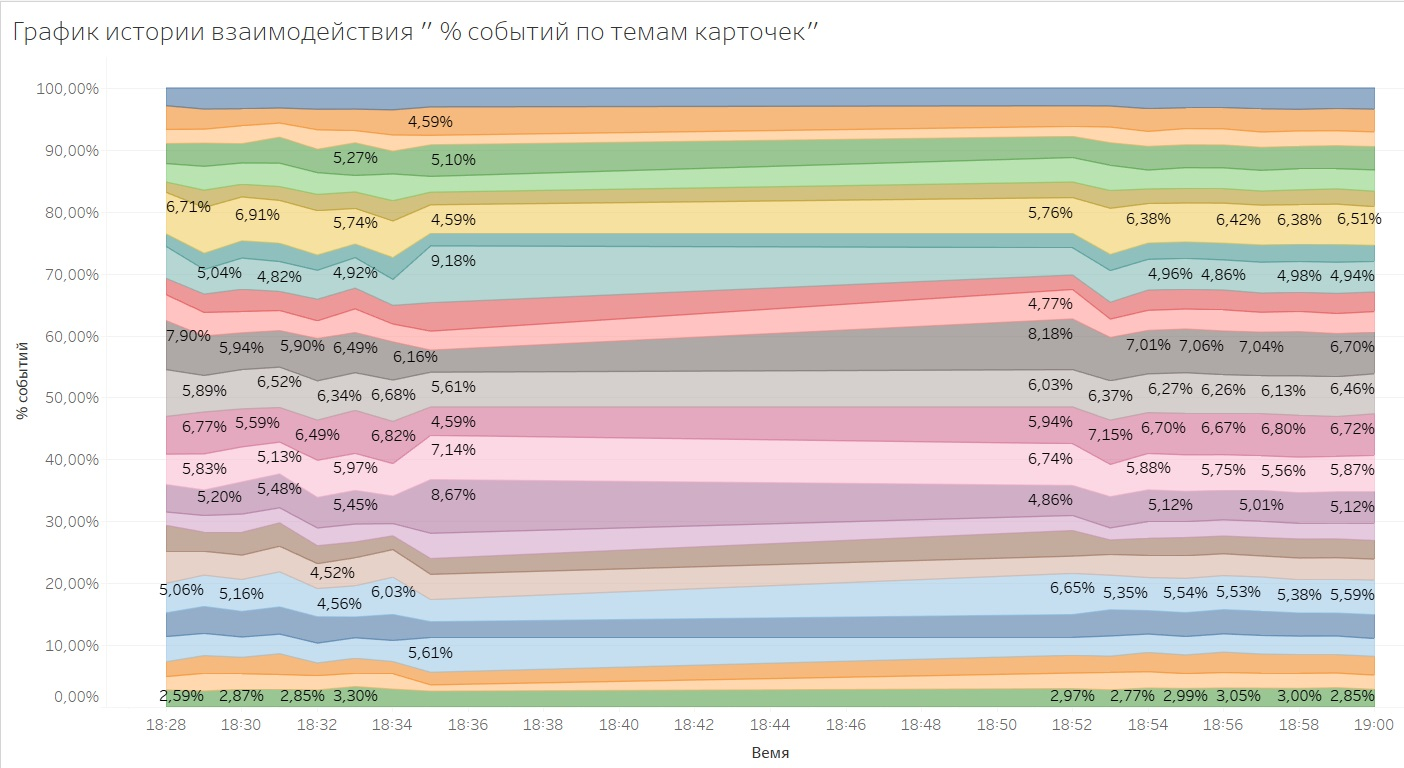 График истории взаимодействия " % событий по темам карточек"
100,00%
4,59%
90,00%
5,27% 5,10%
80,00%
6,71% 6,91% 5,74% 4,59% 5,76% 6,38% 6,42% 6,38% 6,51%
70,00%
5,04% 4,82% 4,92% 9,18% 4,96% 4,86% 4,98% 4,94%
4,77%
60,00%
7,90% 5,94% 5,90% 6,49% 6,16% 8,18% 7,01% 7,06% 7,04% 6,70%
50,00%
5,89% 6,52% 6,34% 6,68% 5,61% 6,03% 6,37% 6,27% 6,26% 6,13% 6,46%
6,77% 5,59% 6,49% 6,82% 4,59% 5,94% 7,15% 6,70% 6,67% 6,80% 6,72%
40,00%
5,83% 5,13% 5,97% 7,14% 6,74% 5,88% 5,75% 5,56% 5,87%
5,20% 5,48% 5,45% 8,67% 4,86% 5,12% 5,01% 5,12%
30,00%
4,52%
20,00%
5,06% 5,16% 4,56% 6,03% 6,65% 5,35% 5,54% 5,53% 5,38% 5,59%
10,00%
5,61%
0,00%
2,59% 2,87% 2,85% 3,30% 2,97% 2,77% 2,99% 3,05% 3,00% 2,85%
% событий
18:28 18:30 18:32 18:34 18:36 18:38 18:40 18:42 18:44 18:46 18:48 18:50 18:52 18:54 18:56 18:58 19:00
Вемя